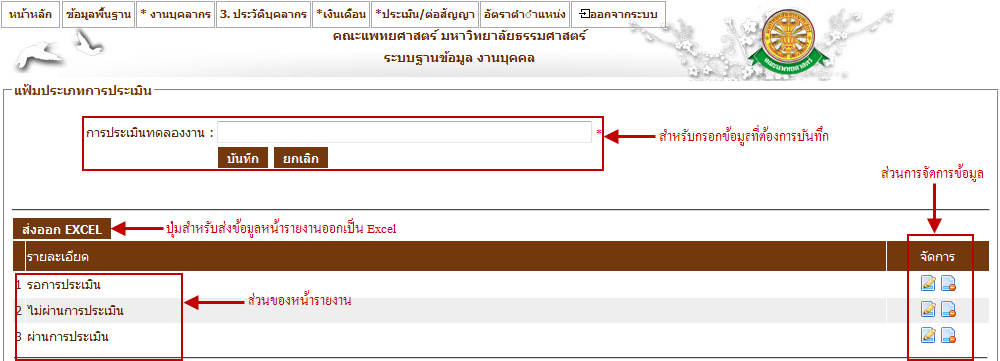 หน้าหลัก ข้อมูลพื้นฐาน * งานบุคลากร 3. ประวัติบุคลากร *เงินเดือน *ประเมิน/ต่อสัญญา อัตราตำแหน่ง ออกจากระบบ
คณะแพทยศาสตร์ มหาวิทยาลัยธรรมศาสตร์
ระบบฐานข้อมูล งานบุคคล
แฟ้มประเภทการประเมิน
การประเมินทดลองงาน : * สำหรับกรอกข้อมูลที่ต้องการบันทึก
บันทึก ยกเลิก
ส่วนการจัดการข้อมูล
ส่งออก EXCEL ปุ่มสำหรับส่งข้อมูลหน้ารายงานออกเป็น Excel
รายละเอียด จัดการ
1 รอการประเมิน
ส่วนของหน้ารายงาน
2 ไม่ผ่านการประเมิน
3 ผ่านการประเมิน